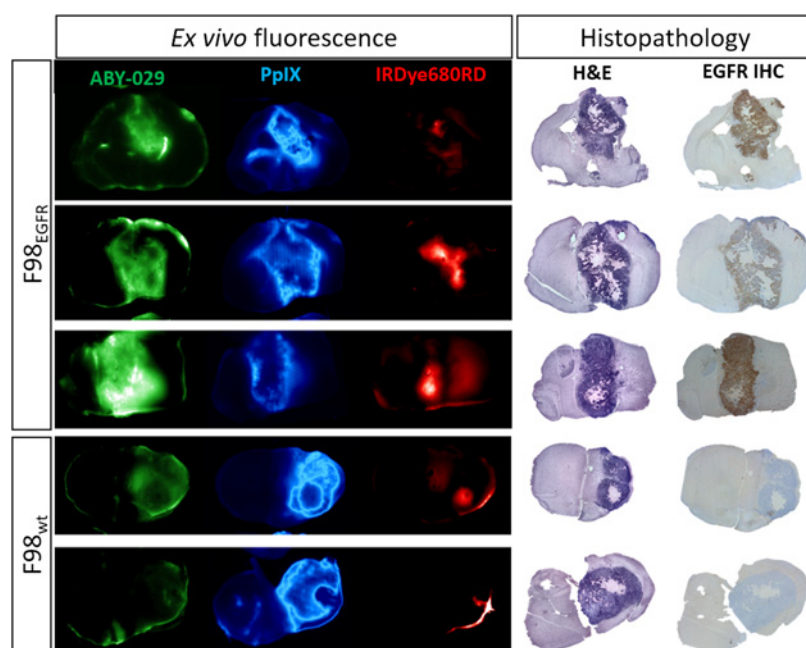 Ex vivo fluorescence
Histopathology
ABY-029
PpIX
IRDye680RD
H&E
EGFR IHC
F98EGFR
F98wt